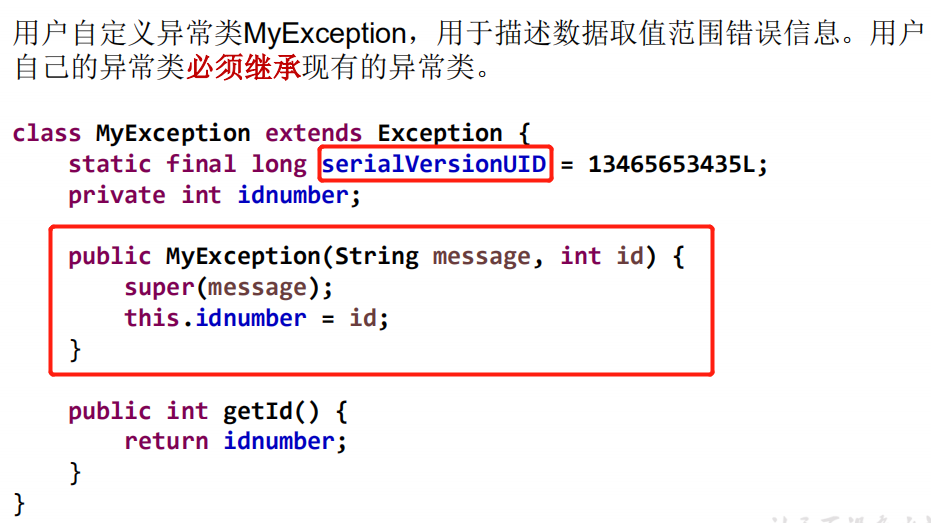 用户自定义异常类MyException，用于描述数据取值范围错误信息。用户
自己的异常类必须继承现有的异常类。
class MyException extends Exception {
static final long serialVersionUID = 13465653435L;
private int idnumber;
public MyException(String message, int id) {
super(message);
this.idnumber = id;
}
public int getId() {
return idnumber;
}
}